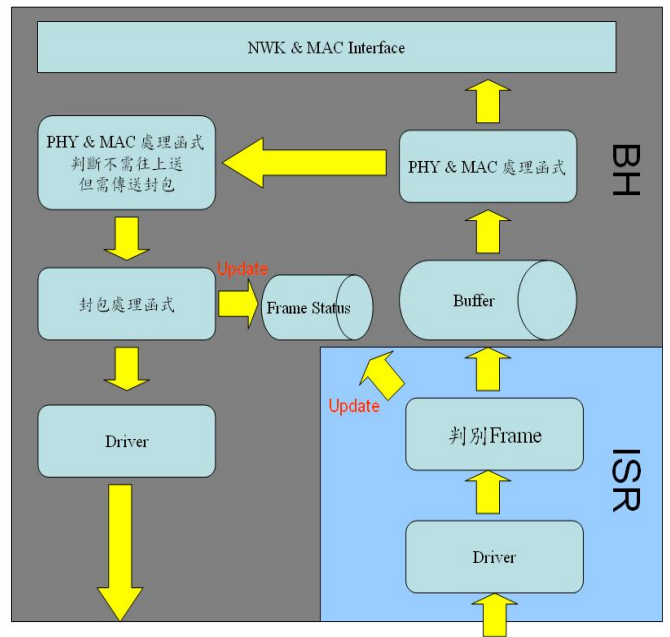 NWK & MAC Interface
PHY & MAC 處理函式
判斷不需往上送
但需傳送封包
PHY & MAC 處理函式
BH
Update
封包處理函式
Frame Status
Buffer
Update
判別Frame
ISR
Driver
Driver